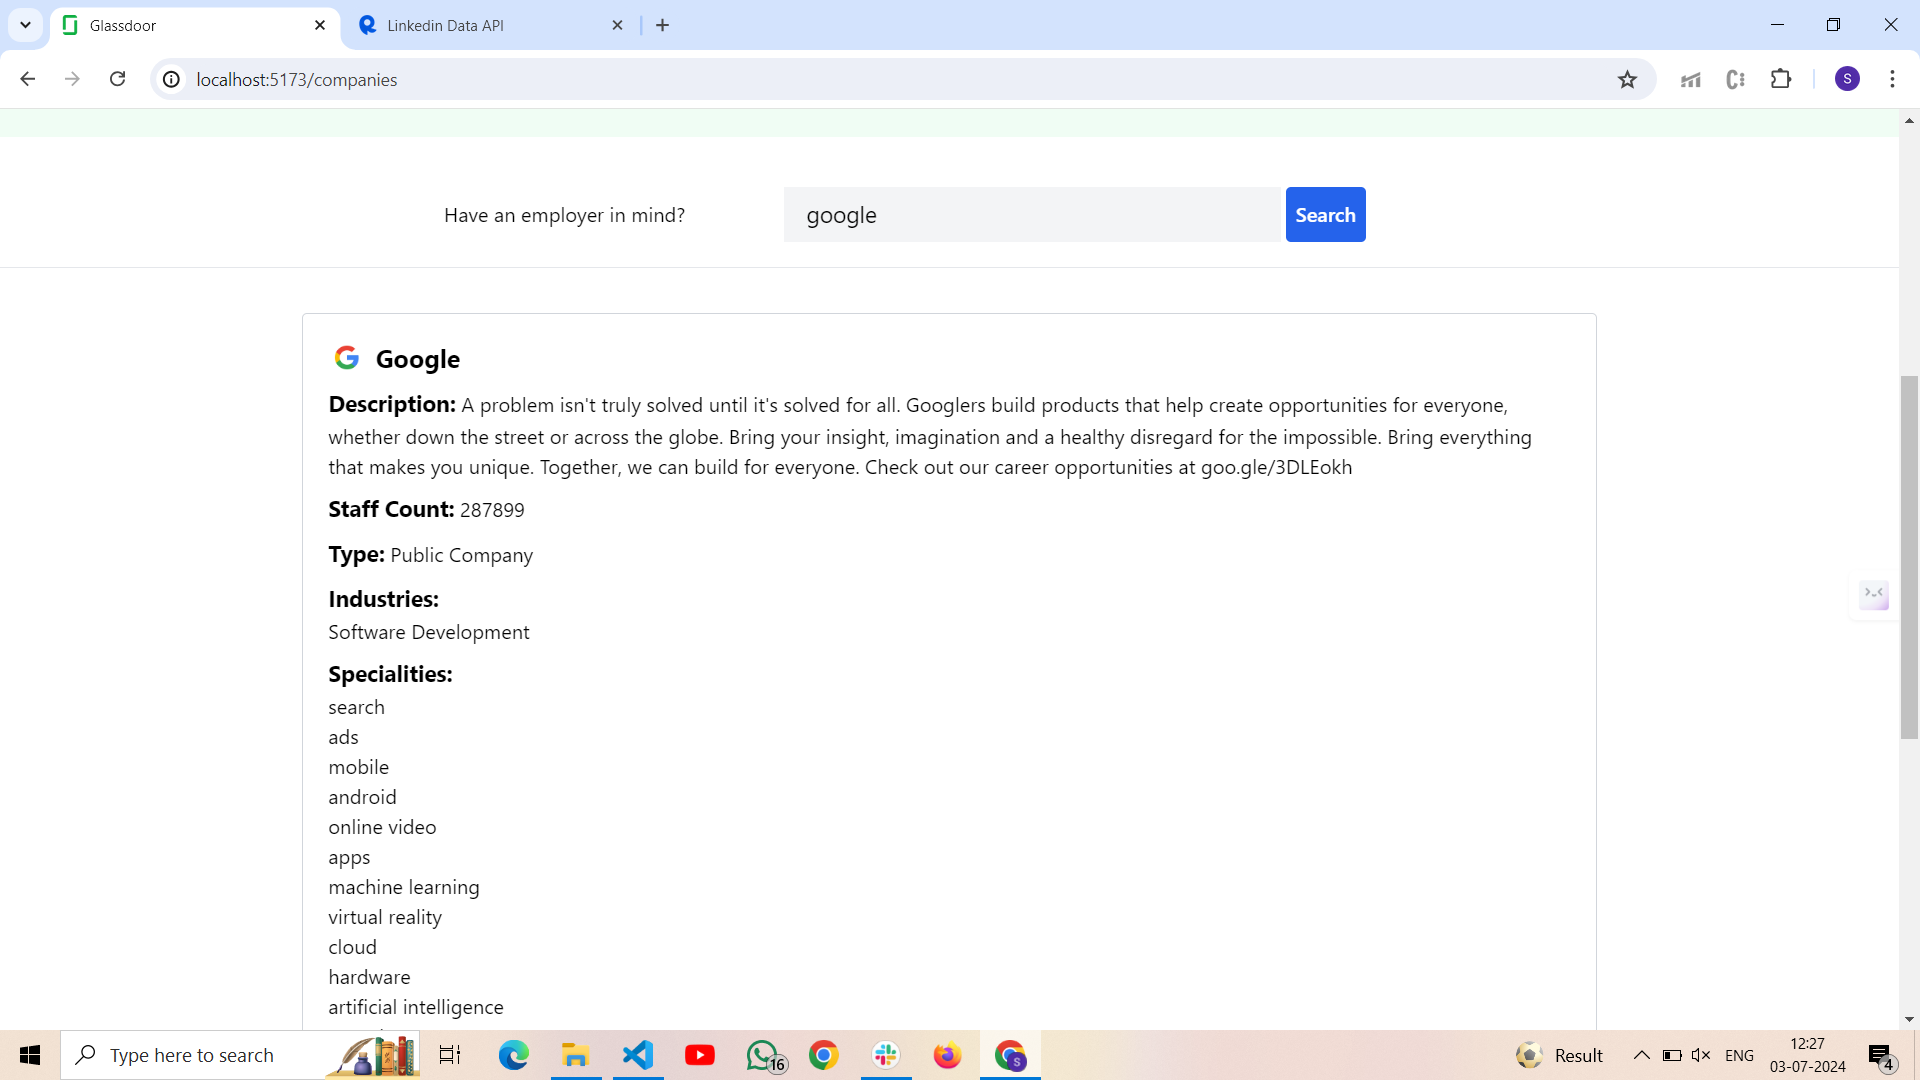 Glassdoor
Linkedin Data API
localhost:5173/companies
S
Have an employer in mind?
google
Search
Google
Description: A problem isn't truly solved until it's solved for all. Googlers build products that help create opportunities for everyone,
whether down the street or across the globe. Bring your insight, imagination and a healthy disregard for the impossible. Bring everything
that makes you unique. Together, we can build for everyone. Check out our career opportunities at goo.gle/3DLEokh
Staff Count: 287899
Type: Public Company
Industries:
Software Development
Specialities:
search
ads
mobile
android
online video
apps
machine learning
virtual reality
cloud
hardware
artificial intelligence
Type here to search
16
S
Result
ENG
12:27
03-07-2024
4